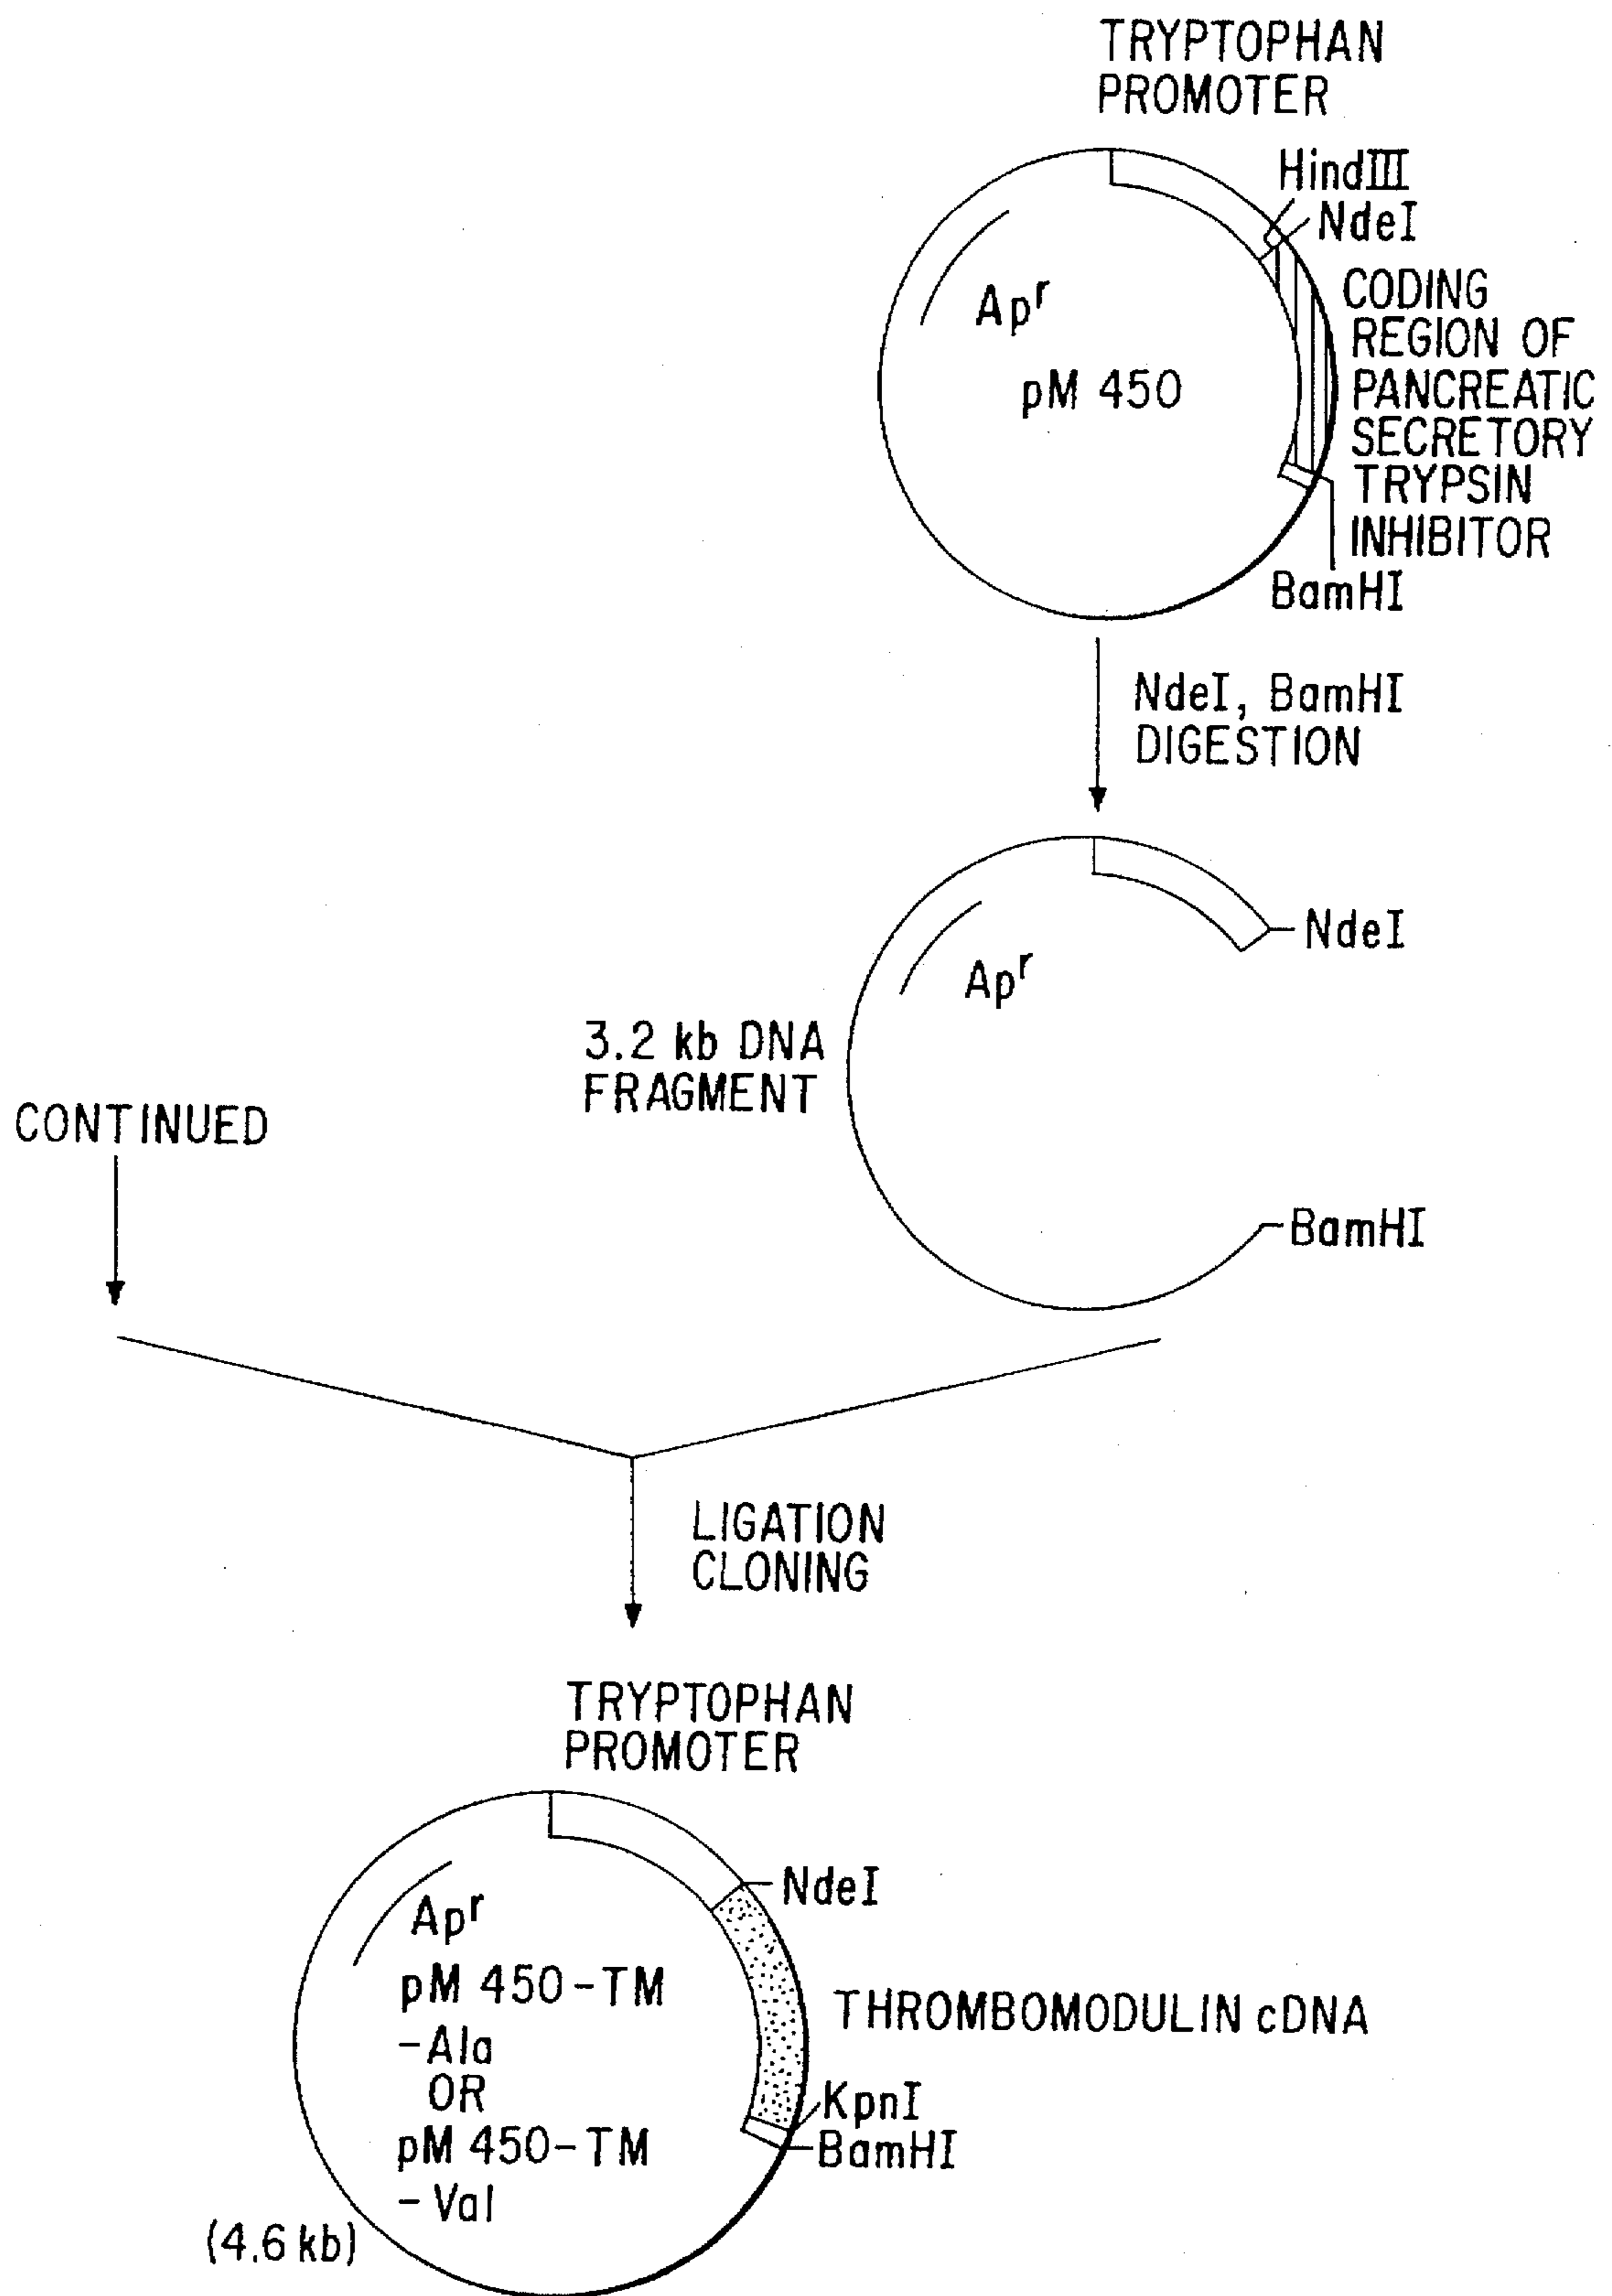 TRYPTOPHAN
PROMOTER
HindIII
NdeI
Apr
pM 450
CODING
REGION OF
PANCREATIC
SECRETORY
TRYPSIN
INHIBITOR
BamHI
NdeI, BamHI
DIGESTION
NdeI
Apr
3.2 kb DNA
FRAGMENT
CONTINUED
BamHI
LIGATION
CLONING
TRYPTOPHAN
PROMOTER
NdeI
Apr
pM 450-TM
-Ala
OR
pM 450-TM
-Val
THROMBOMODULIN cDNA
KpnI
BamHI
(4.6 kb)